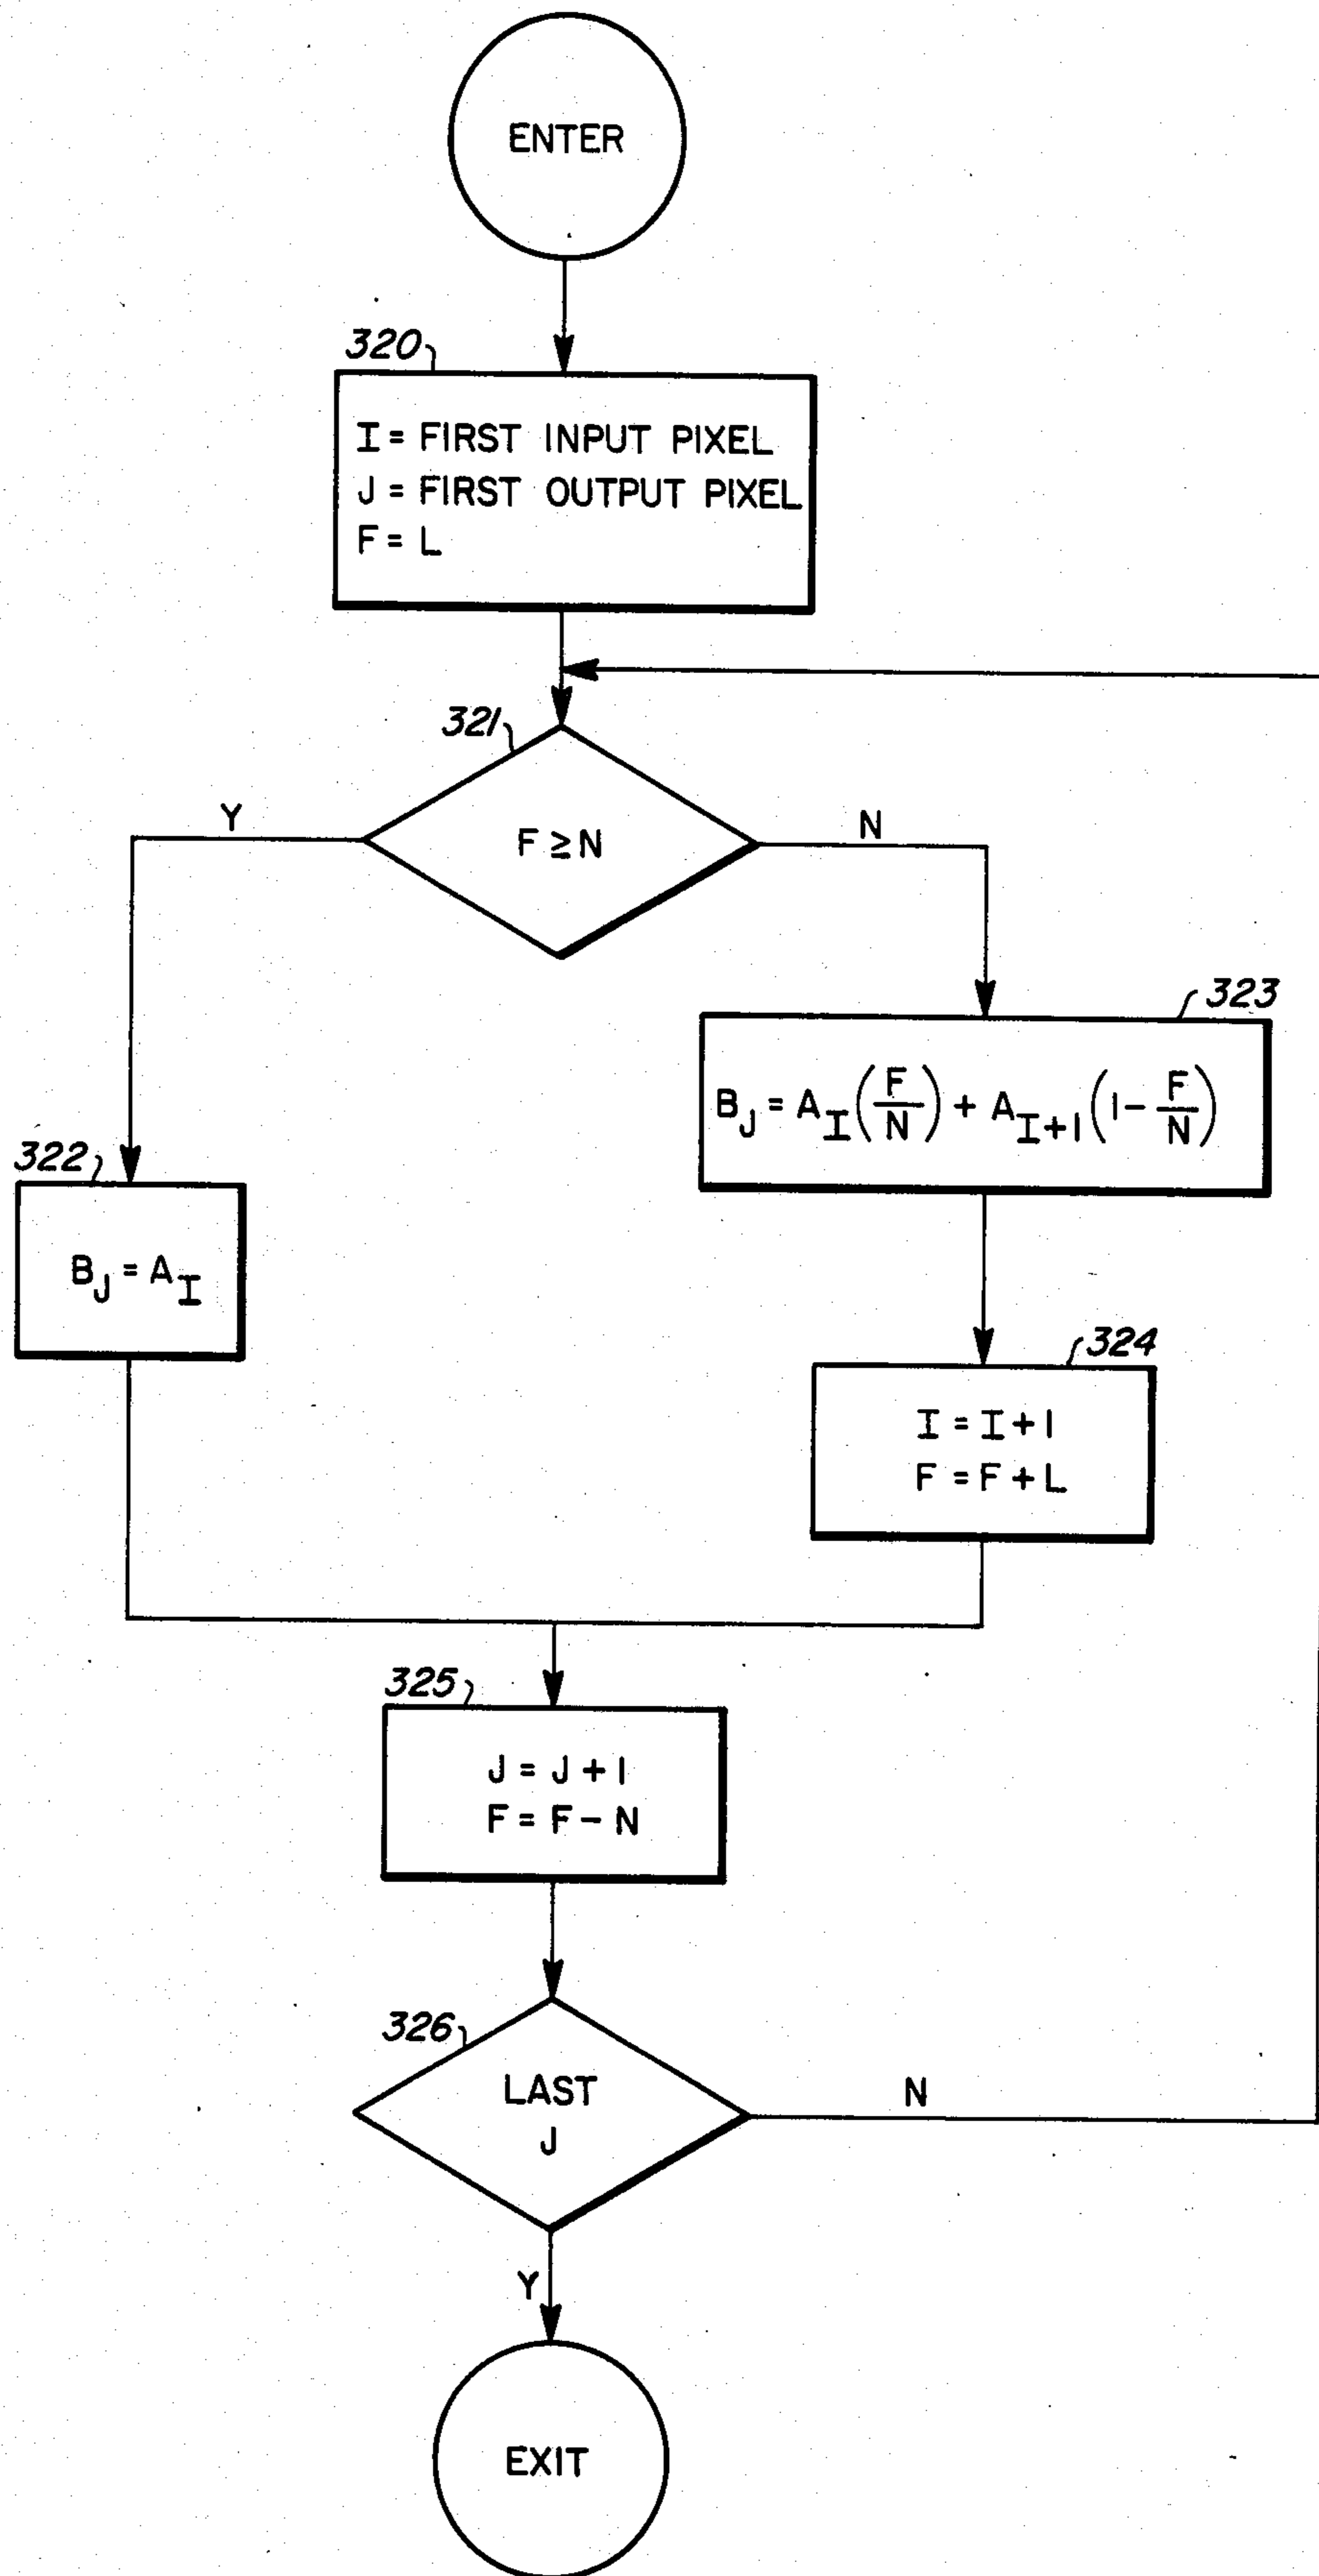 ENTER
320
I = FIRST INPUT PIXEL
J = FIRST OUTPUT PIXEL
F = L
321
Y
F ≥ N
N
323
B_J = A_I (F/N) + A_{I+1} (1 - F/N)
322
B_J = A_I
324
I = I + 1
F = F + L
325
J = J + 1
F = F - N
326
LAST
J
N
Y
EXIT